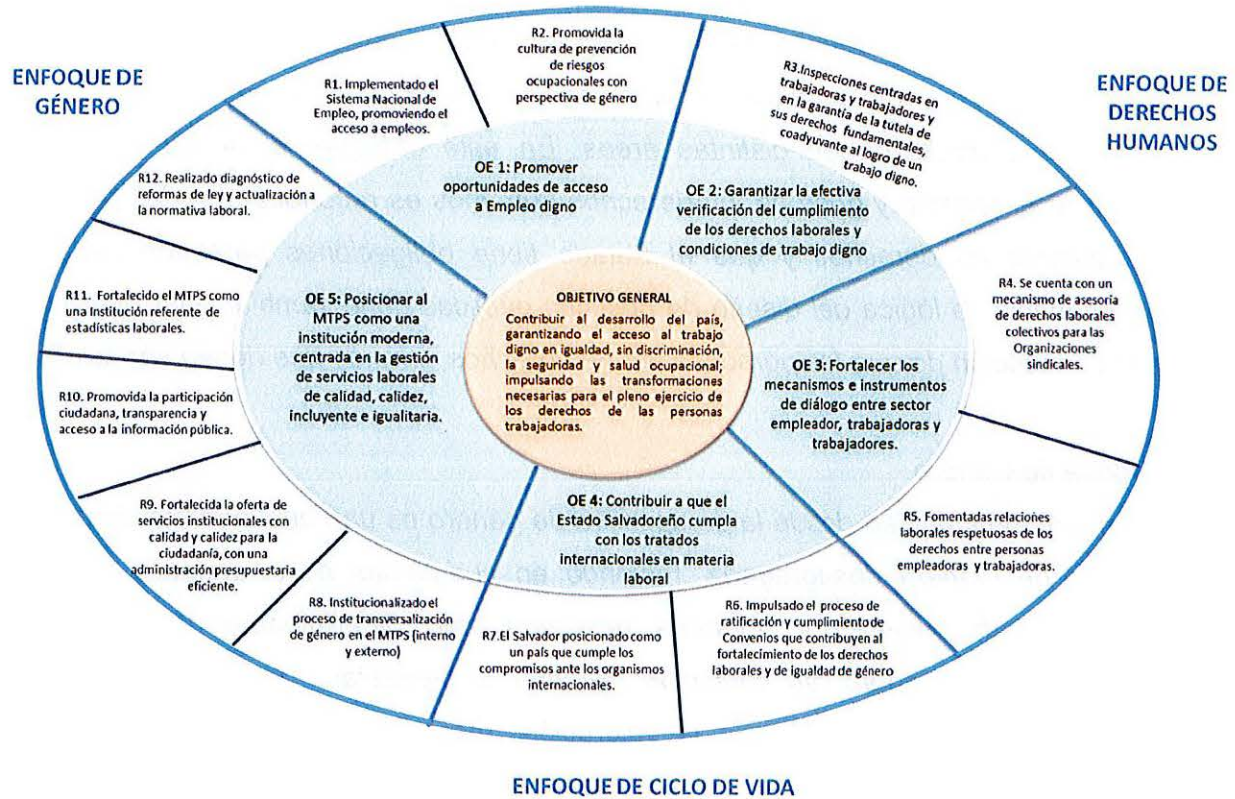 ENFOQUE DE
GÉNERO
ENFOQUE DE
DERECHOS
HUMANOS
R1. Implementado el
Sistema Nacional de
Empleo, promoviendo el
acceso a empleos.
R2. Promovida la
cultura de prevención
de riesgos
ocupacionales con
perspectiva de género
R3.Inspecciones centradas en
trabajadoras y trabajadores y
en la garantía de la tutela de
sus derechos fundamentales,
coadyuvante al logro de un
trabajo digno.
R12. Realizado diagnóstico de
reformas de ley y actualización a
la normativa laboral.
OE 1: Promover
oportunidades de acceso
a Empleo digno
OE 2: Garantizar la efectiva
verificación del cumplimiento
de los derechos laborales y
condiciones de trabajo digno
R11. Fortalecido el MTPS como
una Institución referente de
estadísticas laborales.
OE 5: Posicionar al
MTPS como una
institución moderna,
centrada en la gestión
de servicios laborales
de calidad, calidez,
incluyente e igualitaria.
OBJETIVO GENERAL
Contribuir al desarrollo del país,
garantizando el acceso al trabajo
digno en igualdad, sin discriminación,
la seguridad y salud ocupacional;
impulsando las transformaciones
necesarias para el pleno ejercicio de
los derechos de las personas
trabajadoras.
R4. Se cuenta con un
mecanismo de asesoría
de derechos laborales
colectivos para las
Organizaciones
sindicales.
OE 3: Fortalecer los
mecanismos e instrumentos
de diálogo entre sector
empleador, trabajadoras y
trabajadores.
R10. Promovida la participación
ciudadana, transparencia y
acceso a la información pública.
R9. Fortalecida la oferta de
servicios institucionales con
calidad y calidez para la
ciudadanía, con una
administración presupuestaria
eficiente.
OE 4: Contribuir a que el
Estado Salvadoreño cumpla
con los tratados
internacionales en materia
laboral
R5. Fomentadas relaciones
laborales respetuosas de los
derechos entre personas
empleadoras y trabajadoras.
R8. Institucionalizado el
proceso de transversalización
de género en el MTPS (interno
y externo)
R7.El Salvador posicionado como
un país que cumple los
compromisos ante los organismos
internacionales.
R6. Impulsado el proceso de
ratificación y cumplimiento de
Convenios que contribuyen al
fortalecimiento de los derechos
laborales y de igualdad de género
ENFOQUE DE CICLO DE VIDA